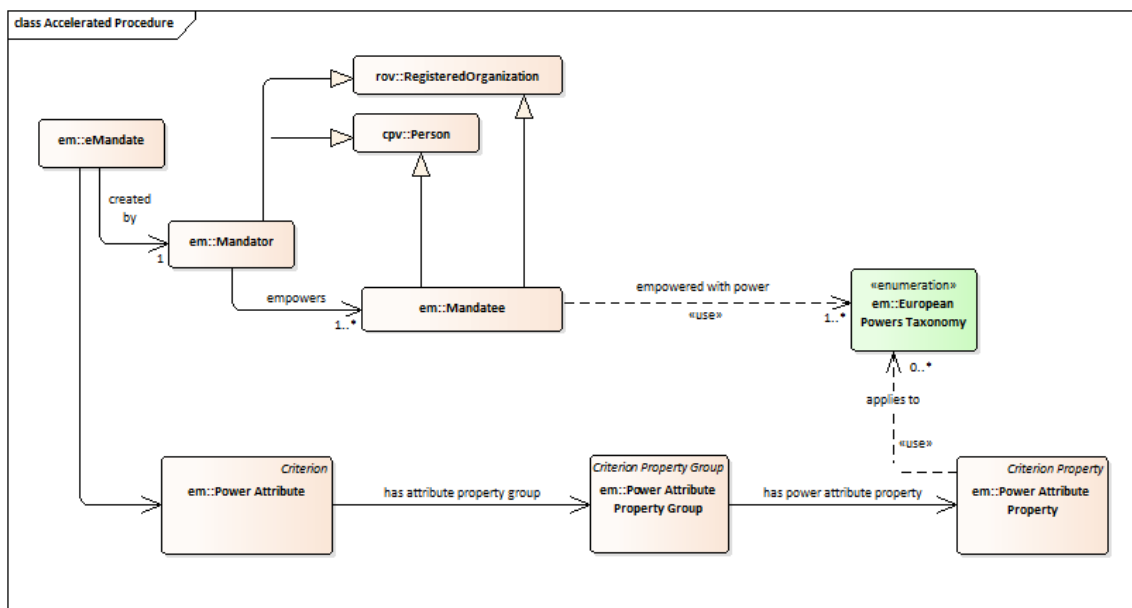 class Accelerated Procedure
rov::RegisteredOrganization
cpv::Person
em::eMandate
created
by
1
em::Mandator
empowers
1..*
em::Mandatee
empowered with power
«use»
1..*
«enumeration»
em::European
Powers Taxonomy
0..*
applies to
«use»
Criterion
em::Power Attribute
has attribute property group
Criterion Property Group
em::Power Attribute
Property Group
has power attribute property
Criterion Property
em::Power Attribute
Property